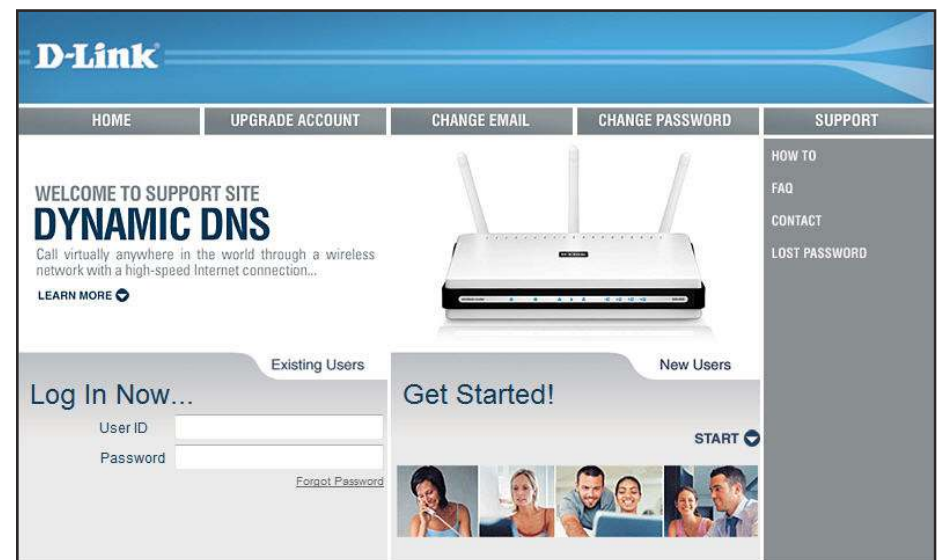 D-Link
HOME UPGRADE ACCOUNT CHANGE EMAIL CHANGE PASSWORD SUPPORT
HOW TO
FAQ
CONTACT
LOST PASSWORD
WELCOME TO SUPPORT SITE
DYNAMIC DNS
Call virtually anywhere in the world through a wireless
network with a high-speed Internet connection...
LEARN MORE
Existing Users
Log In Now...
User ID
Password
Forgot Password
New Users
Get Started!
START